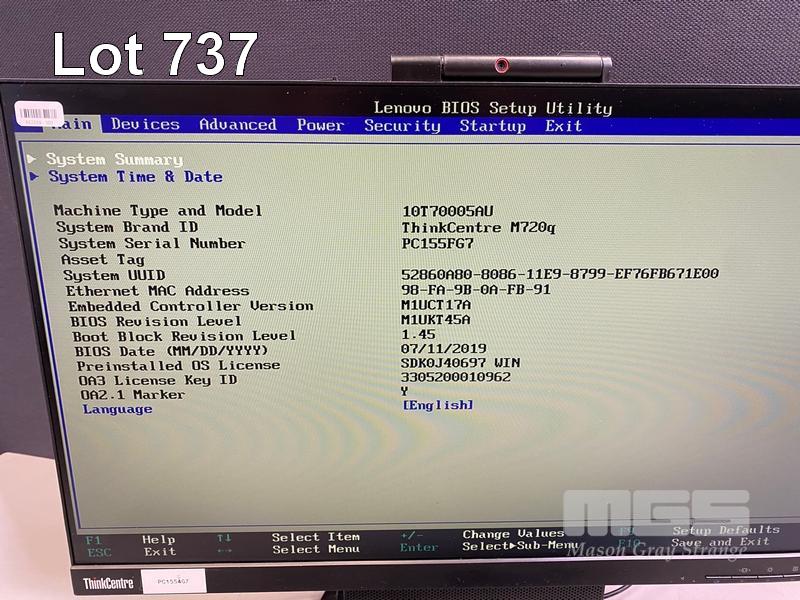 Lot 737
Lenovo BIOS Setup Utility
Main Devices Advanced Power Security Startup Exit
System Summary
System Time & Date
Machine Type and Model 10T70005AU
System Brand ID ThinkCentre M720q
System Serial Number PC155FG7
Asset Tag
System UUID 52860A80-8086-11E9-8799-EF76FB671E00
Ethernet MAC Address 98-FA-9B-0A-FB-91
Embedded Controller Version M1UCT17A
BIOS Revision Level M1UKT45A
Boot Block Revision Level 1.45
BIOS Date (MM/DD/YYYY) 07/11/2019
Preinstalled OS License SDK0J40697 WIN
OA3 License Key ID 3305200010962
OA2.1 Marker Y
Language [English]
F1 Help ↑↓ Select Item +/- Change Values F9 Setup Defaults
ESC Exit ←→ Select Menu Enter Select▶Sub-Menu F10 Save and Exit
MGS
Mason Gray Strange
ThinkCentre